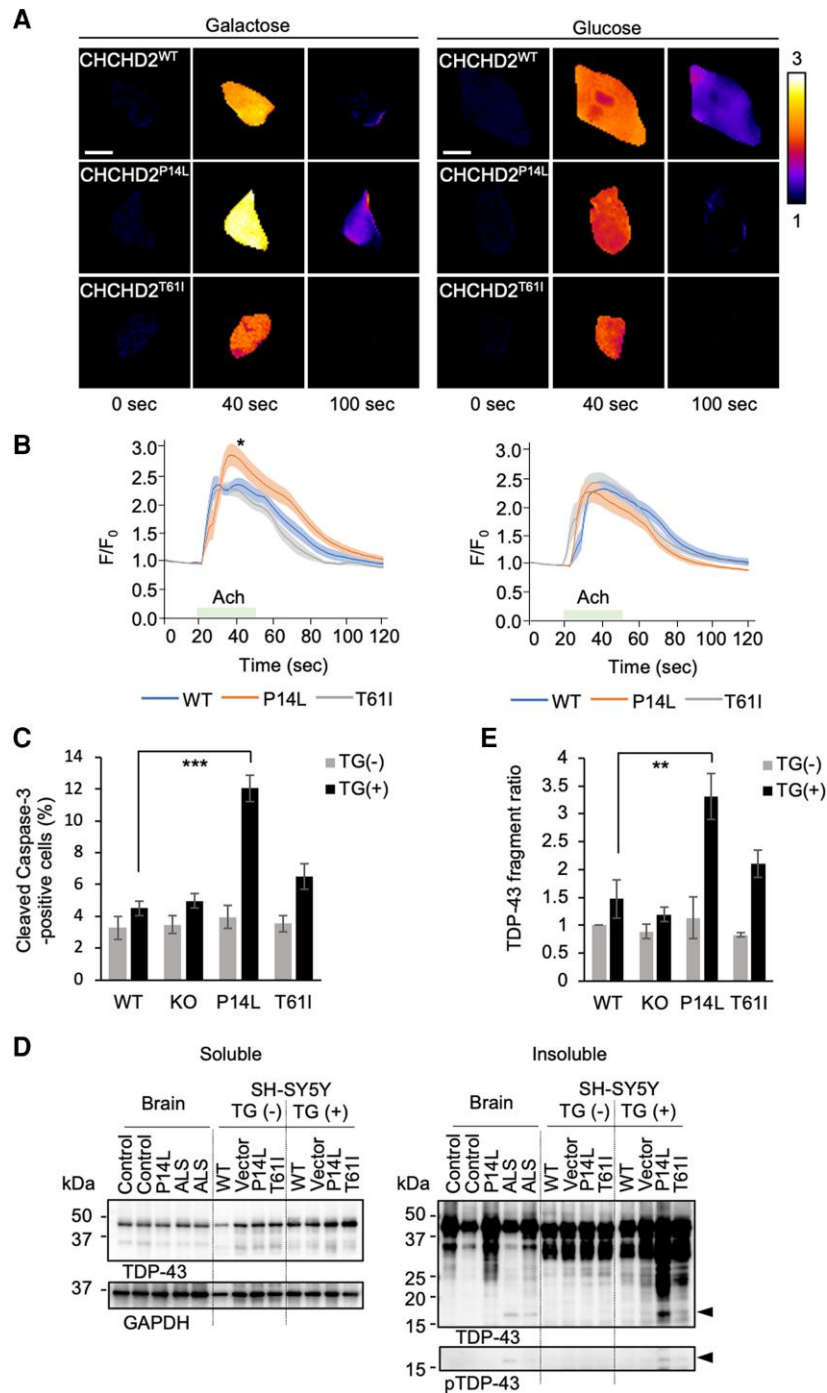 A
Galactose
Glucose
CHCHD2WT
CHCHD2WT
3
1
CHCHD2P14L
CHCHD2P14L
CHCHD2T61I
CHCHD2T61I
0 sec 40 sec 100 sec 0 sec 40 sec 100 sec
B
3.0
2.5
2.0
1.5
1.0
0.5
0.0
F/F0
*
Ach
0 20 40 60 80 100 120
Time (sec)
WT P14L T61I
3.0
2.5
2.0
1.5
1.0
0.5
0.0
F/F0
Ach
0 20 40 60 80 100 120
Time (sec)
WT P14L T61I
C
Cleaved Caspase-3
-positive cells (%)
14
12
10
8
6
4
2
0
***
TG(-)
TG(+)
WT KO P14L T61I
E
TDP-43 fragment ratio
4
3.5
3
2.5
2
1.5
1
0.5
0
**
TG(-)
TG(+)
WT KO P14L T61I
D
Soluble
Brain
SH-SY5Y
TG (-) TG (+)
Control Control P14L ALS ALS WT Vector P14L T61I WT Vector P14L T61I
kDa
50
37
TDP-43
37
GAPDH
Insoluble
Brain
SH-SY5Y
TG (-) TG (+)
Control Control P14L ALS ALS WT Vector P14L T61I WT Vector P14L T61I
kDa
50
37
25
20
15
TDP-43
15
pTDP-43